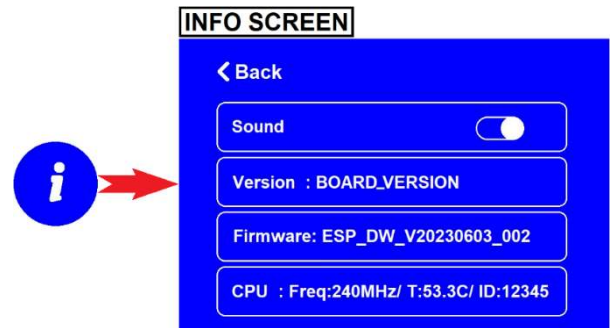 INFO SCREEN
Back
Sound
i
Version : BOARD_VERSION
Firmware: ESP_DW_V20230603_002
CPU : Freq:240MHz/ T:53.3C/ ID:12345